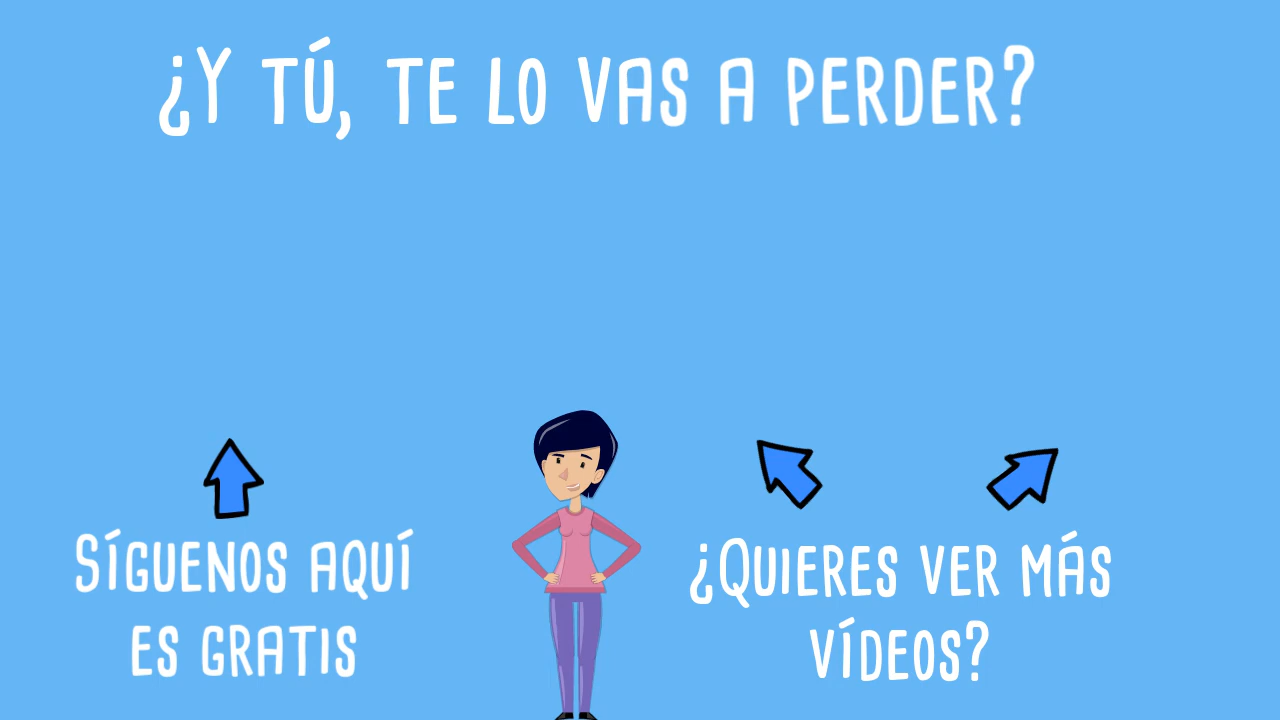 ¿Y TÚ, TE LO VAS A PERDER?
SÍGUENOS AQUÍ
ES GRATIS
¿QUIERES VER MÁS
VÍDEOS?